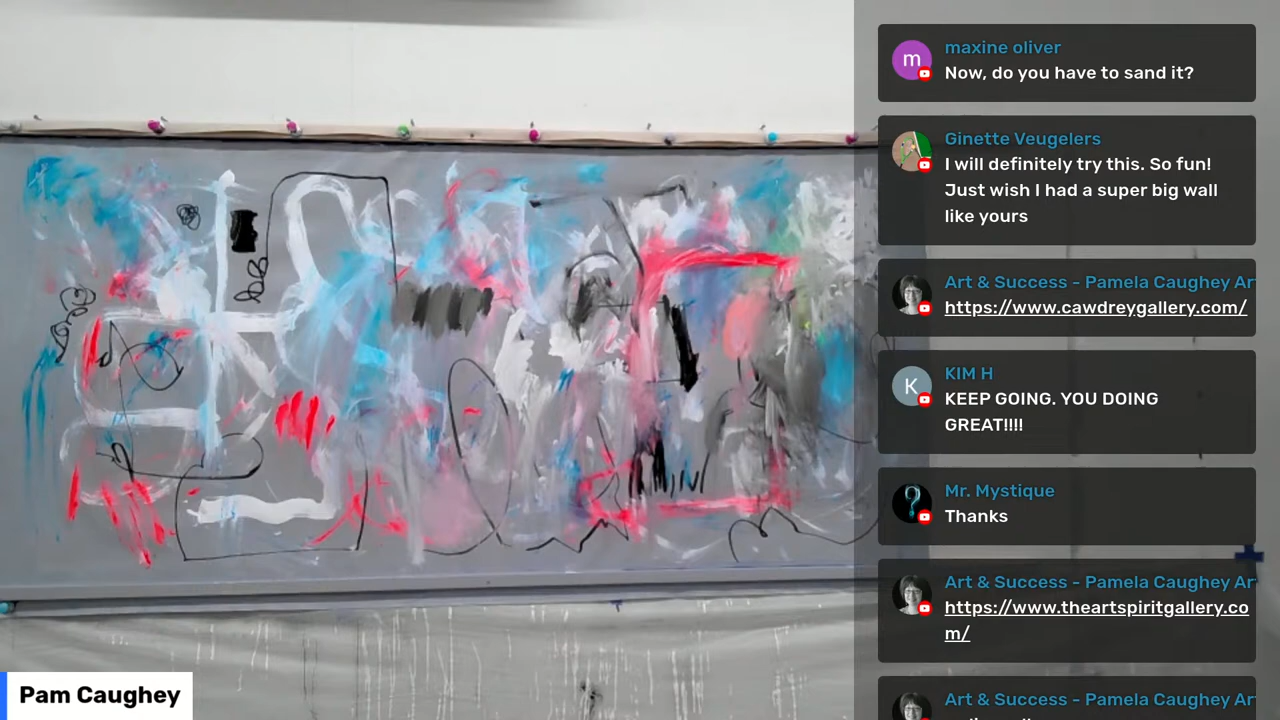 maxine oliver
Now, do you have to sand it?
Ginette Veugelers
I will definitely try this. So fun!
Just wish I had a super big wall
like yours
Art & Success - Pamela Caughey Ar
https://www.cawdreygallery.com/
K
KIM H
KEEP GOING. YOU DOING
GREAT!!!!
Mr. Mystique
Thanks
Art & Success - Pamela Caughey Ar
https://www.theartspiritgallery.co
m/
Art & Success - Pamela Caughey Ar
m
Pam Caughey